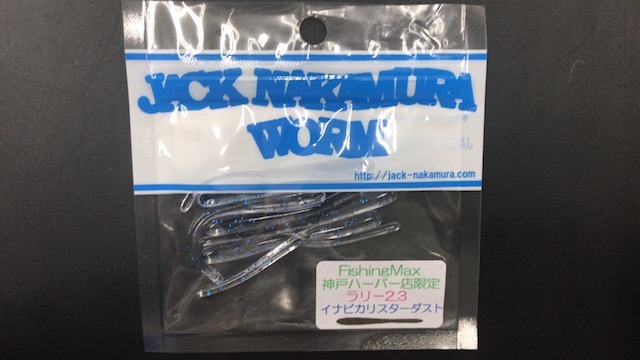 JACK NAKAMURA
WORM
http://jack-nakamura.com
FishingMax
神戸ハーバー店限定
ラリー2.3
イナビカリスターダスト